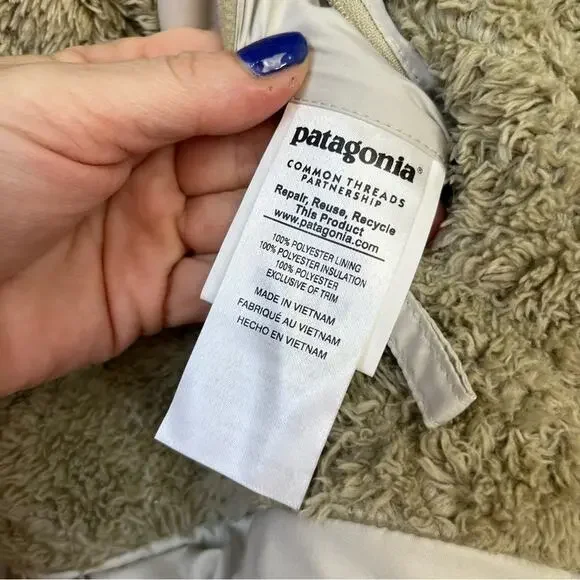 patagonia®
COMMON THREADS
PARTNERSHIP
Repair, Reuse, Recycle
This Product
www.patagonia.com
100% POLYESTER LINING
100% POLYESTER INSULATION
100% POLYESTER
EXCLUSIVE OF TRIM
MADE IN VIETNAM
FABRIQUÉ AU VIETNAM
HECHO EN VIETNAM